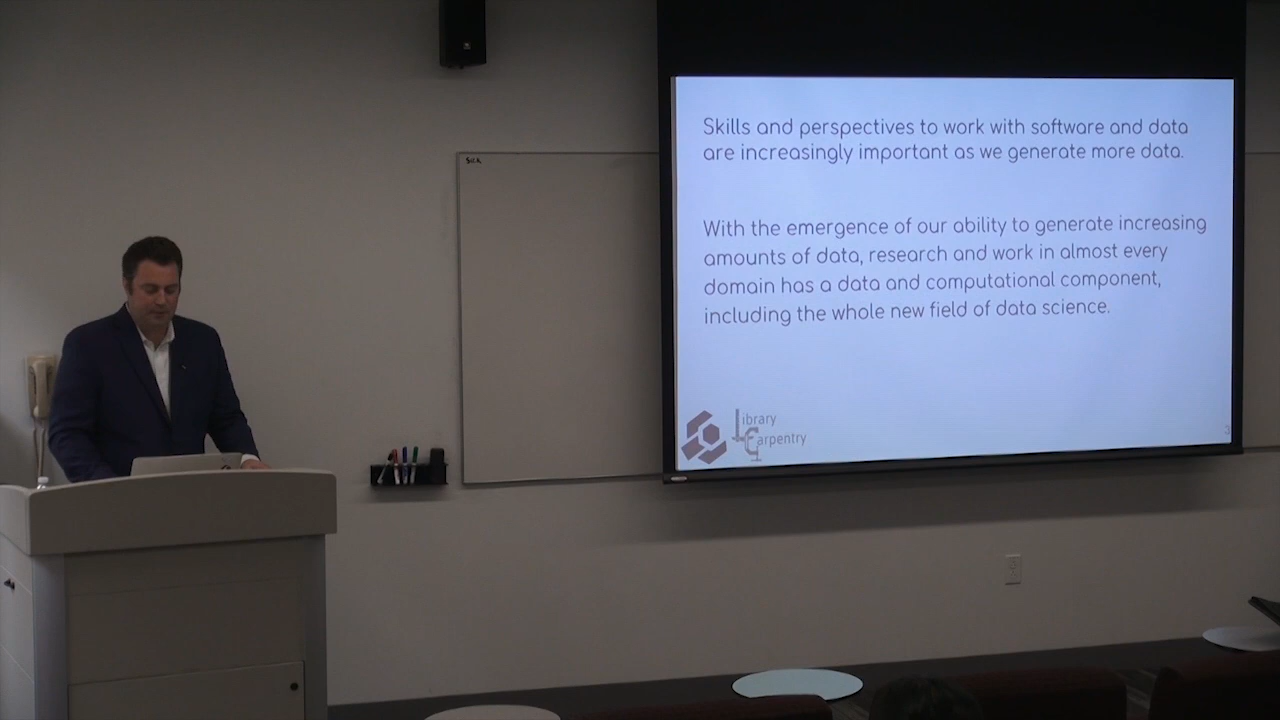 Skills and perspectives to work with software and data
are increasingly important as we generate more data.
With the emergence of our ability to generate increasing
amounts of data, research and work in almost every
domain has a data and computational component,
including the whole new field of data science.
Library
Carpentry